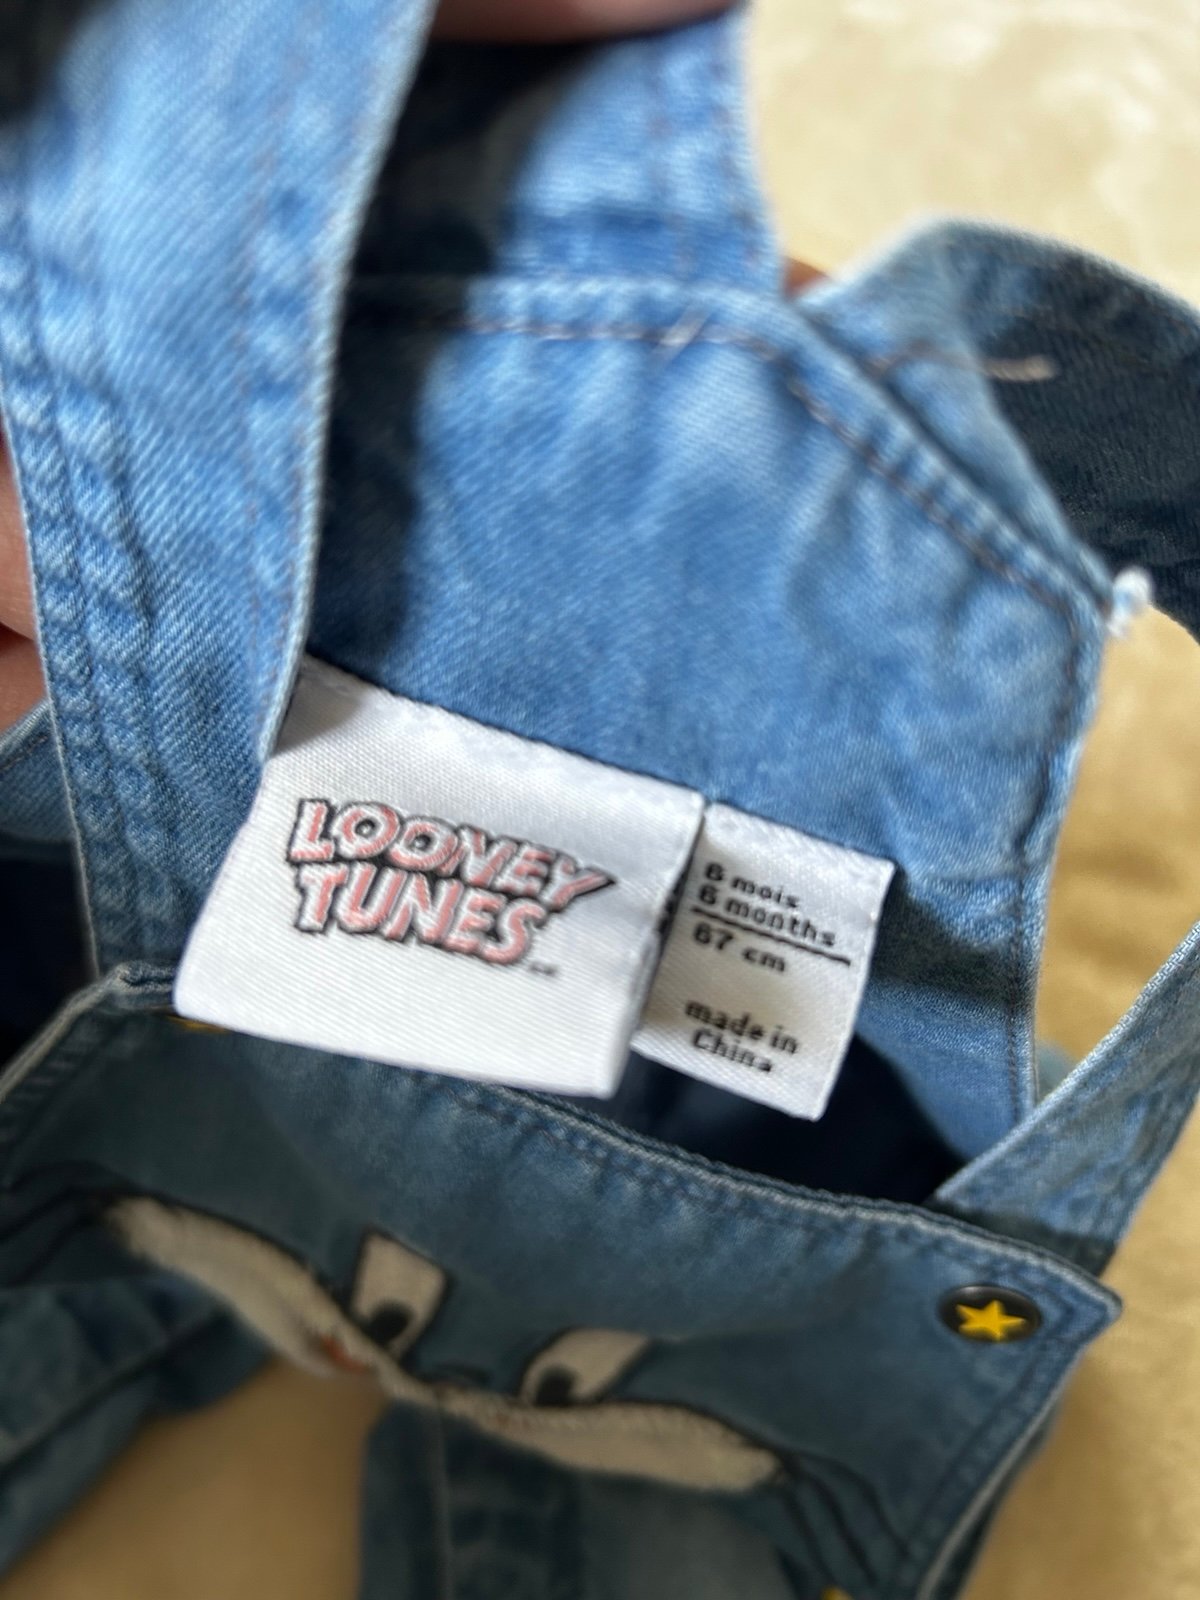 LOONEY
TUNES
6 mois
6 months
67 cm
made in
China